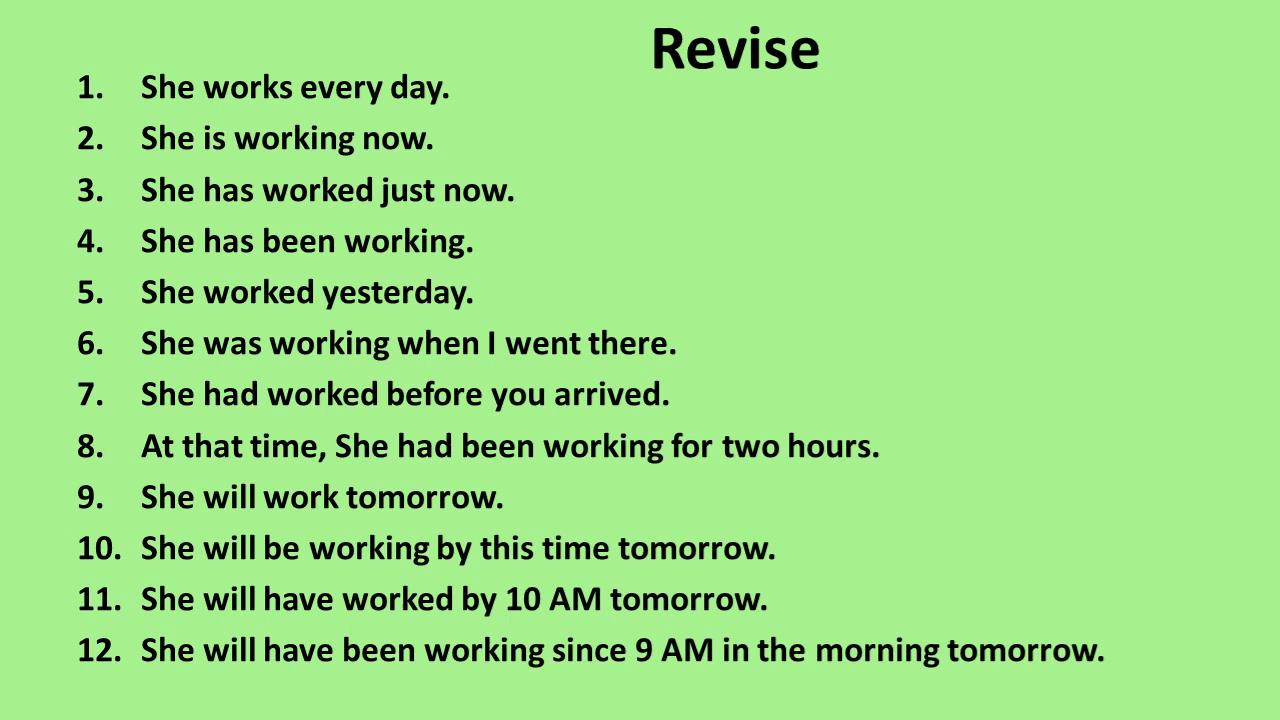 Revise
1. She works every day.
2. She is working now.
3. She has worked just now.
4. She has been working.
5. She worked yesterday.
6. She was working when I went there.
7. She had worked before you arrived.
8. At that time, She had been working for two hours.
9. She will work tomorrow.
10. She will be working by this time tomorrow.
11. She will have worked by 10 AM tomorrow.
12. She will have been working since 9 AM in the morning tomorrow.